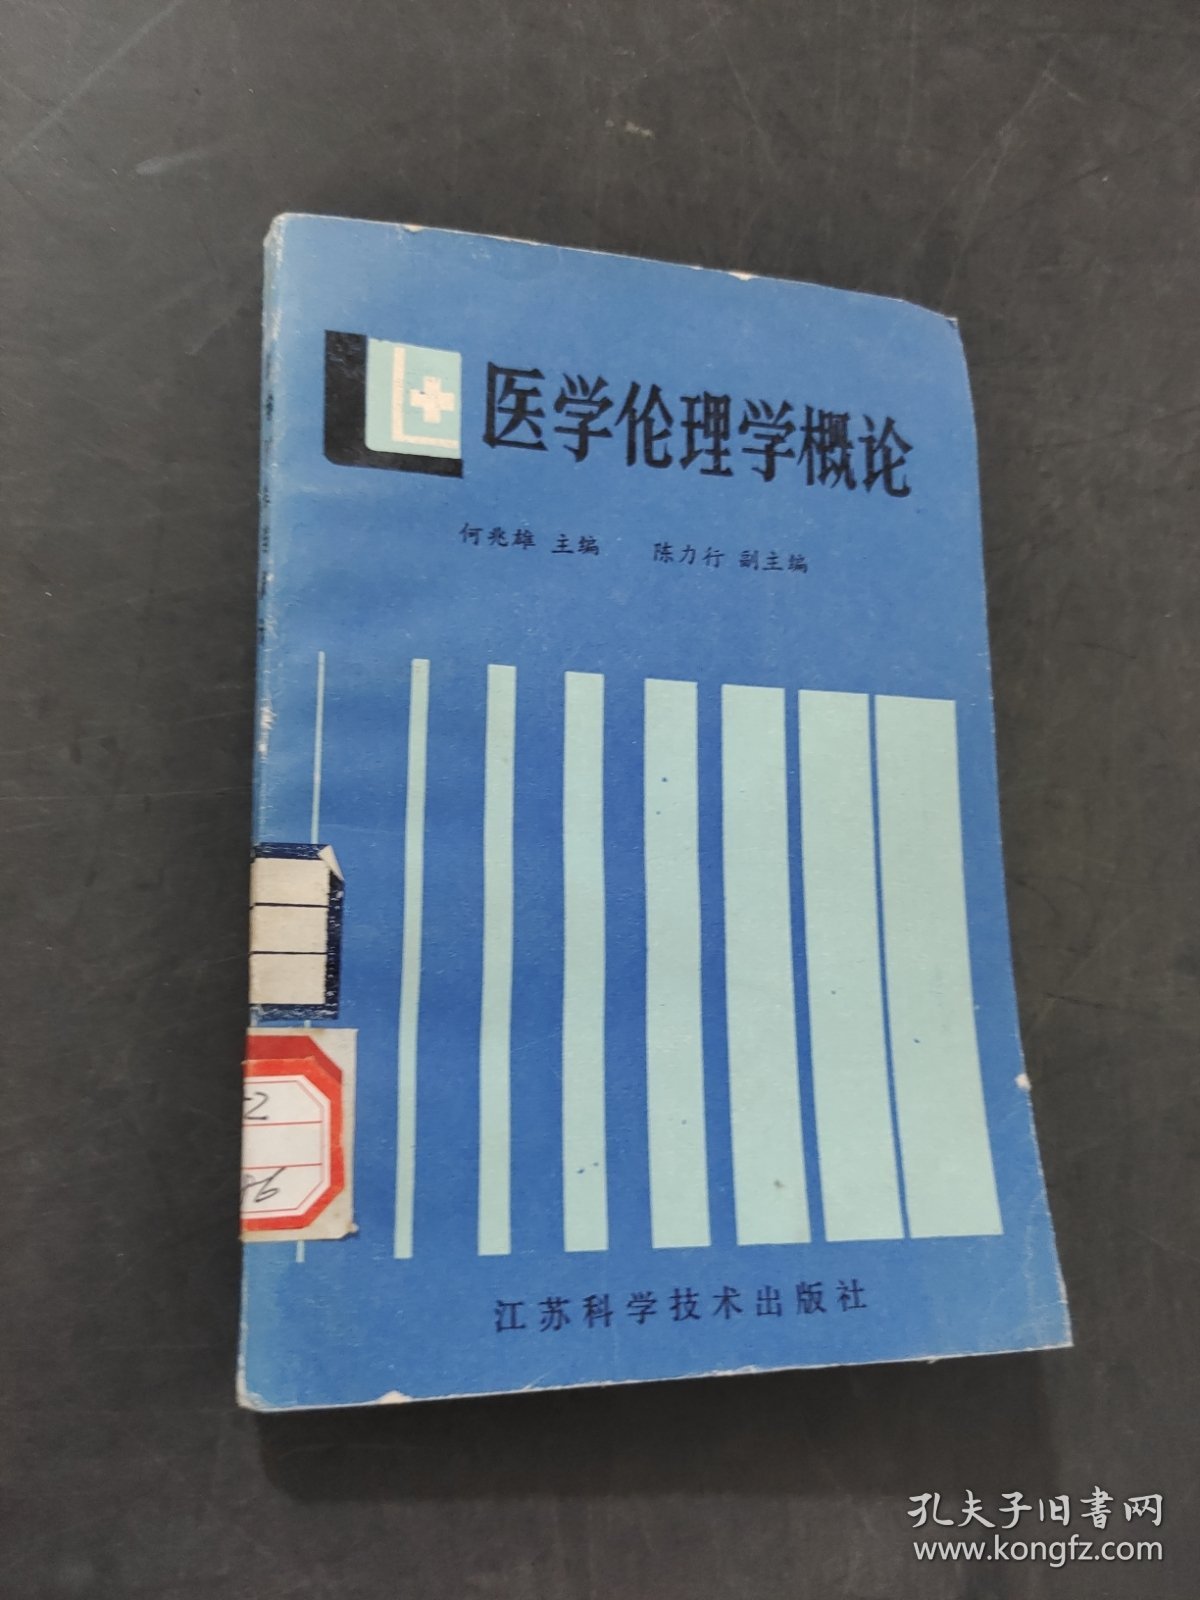 医学伦理学概论
何兆雄 主编 陈力行 副主编
江苏科学技术出版社
孔夫子旧书网
www.kongfz.com